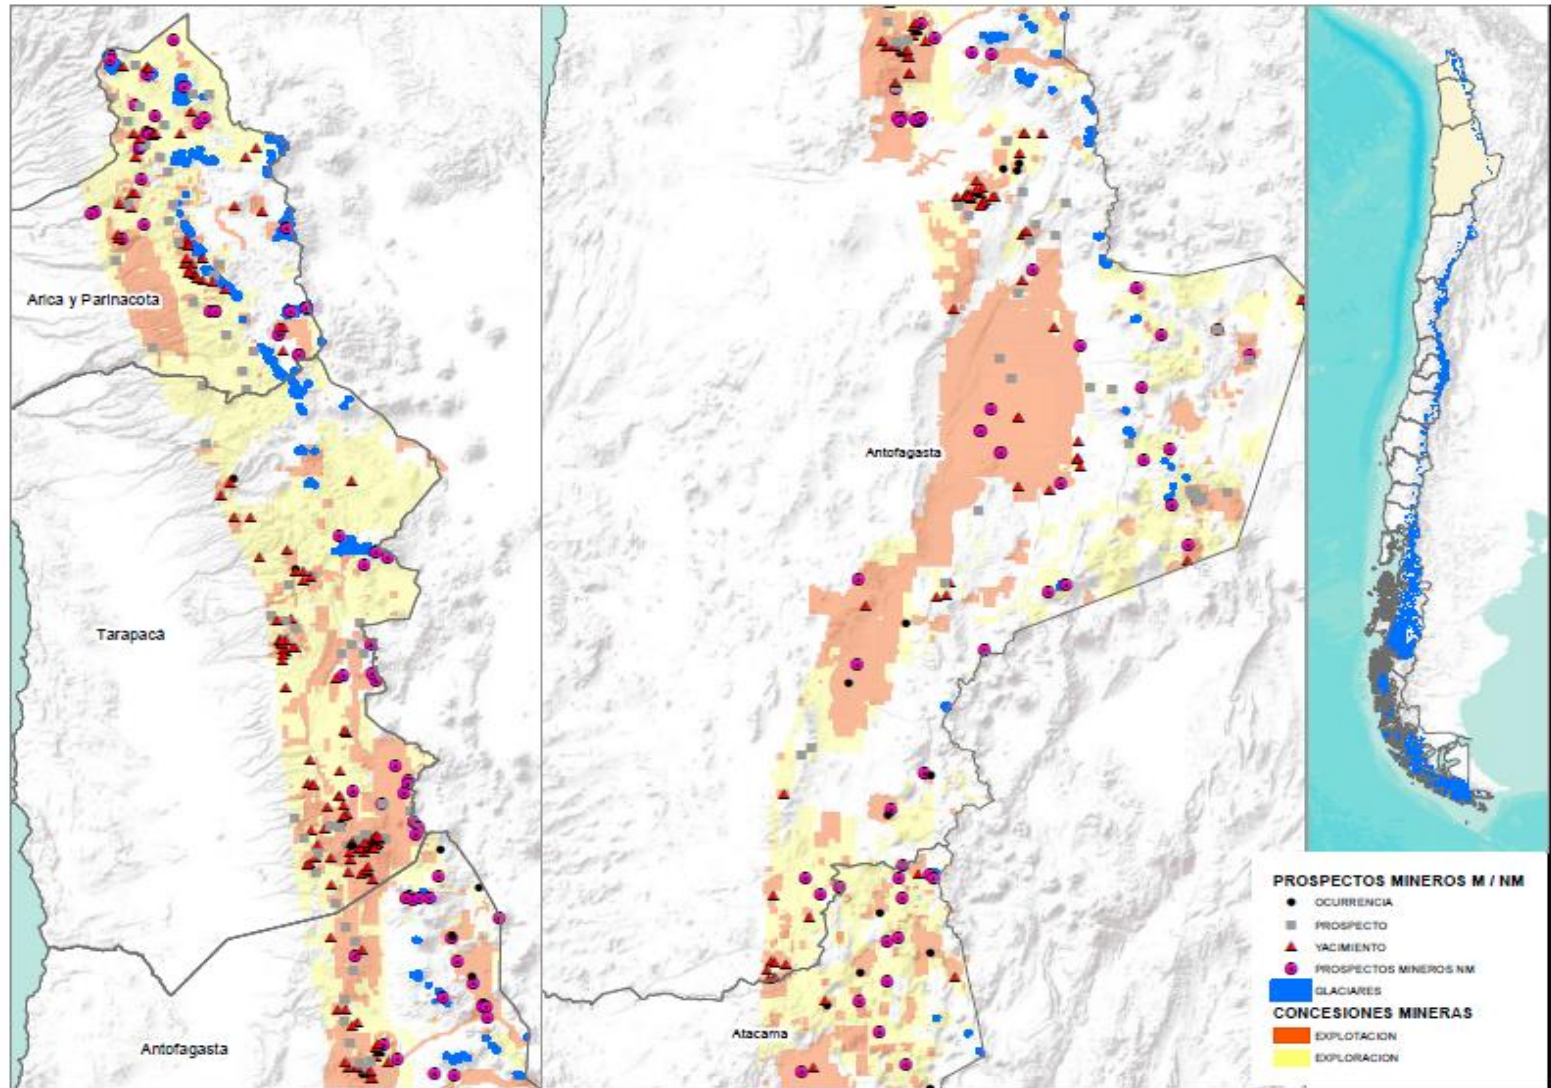 Arica y Parinacota
Tarapacá
Antofagasta
Antofagasta
Atacama
PROSPECTOS MINEROS M / NM
OCURRENCIA
PROSPECTO
YACIMIENTO
PROSPECTOS MINEROS NM
GLACIARES
CONCESIONES MINERAS
EXPLOTACION
EXPLORACION